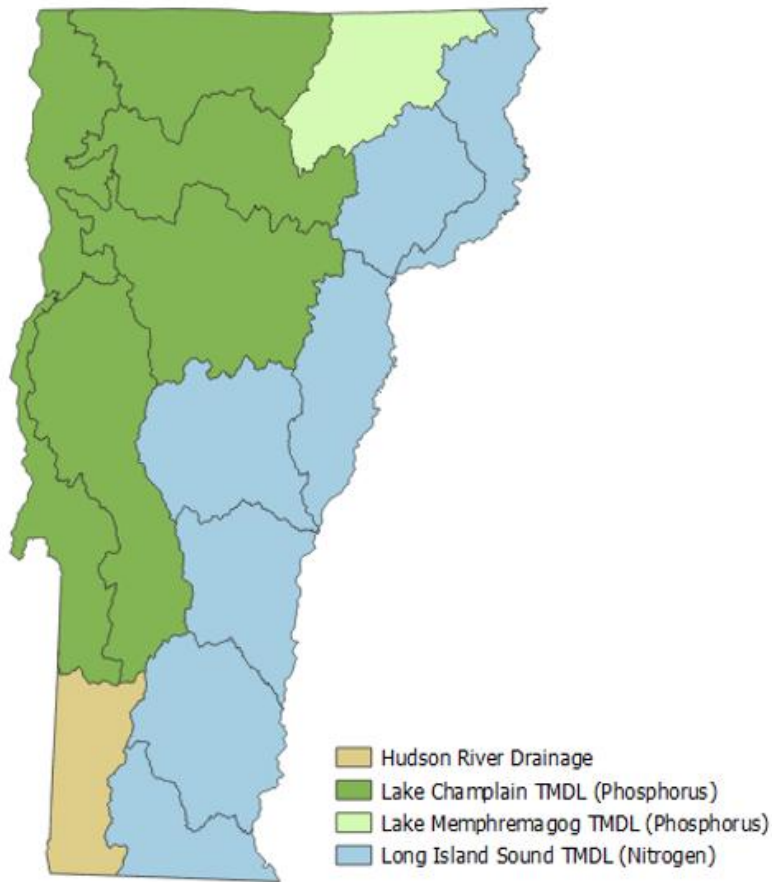 Hudson River Drainage
Lake Champlain TMDL (Phosphorus)
Lake Memphremagog TMDL (Phosphorus)
Long Island Sound TMDL (Nitrogen)